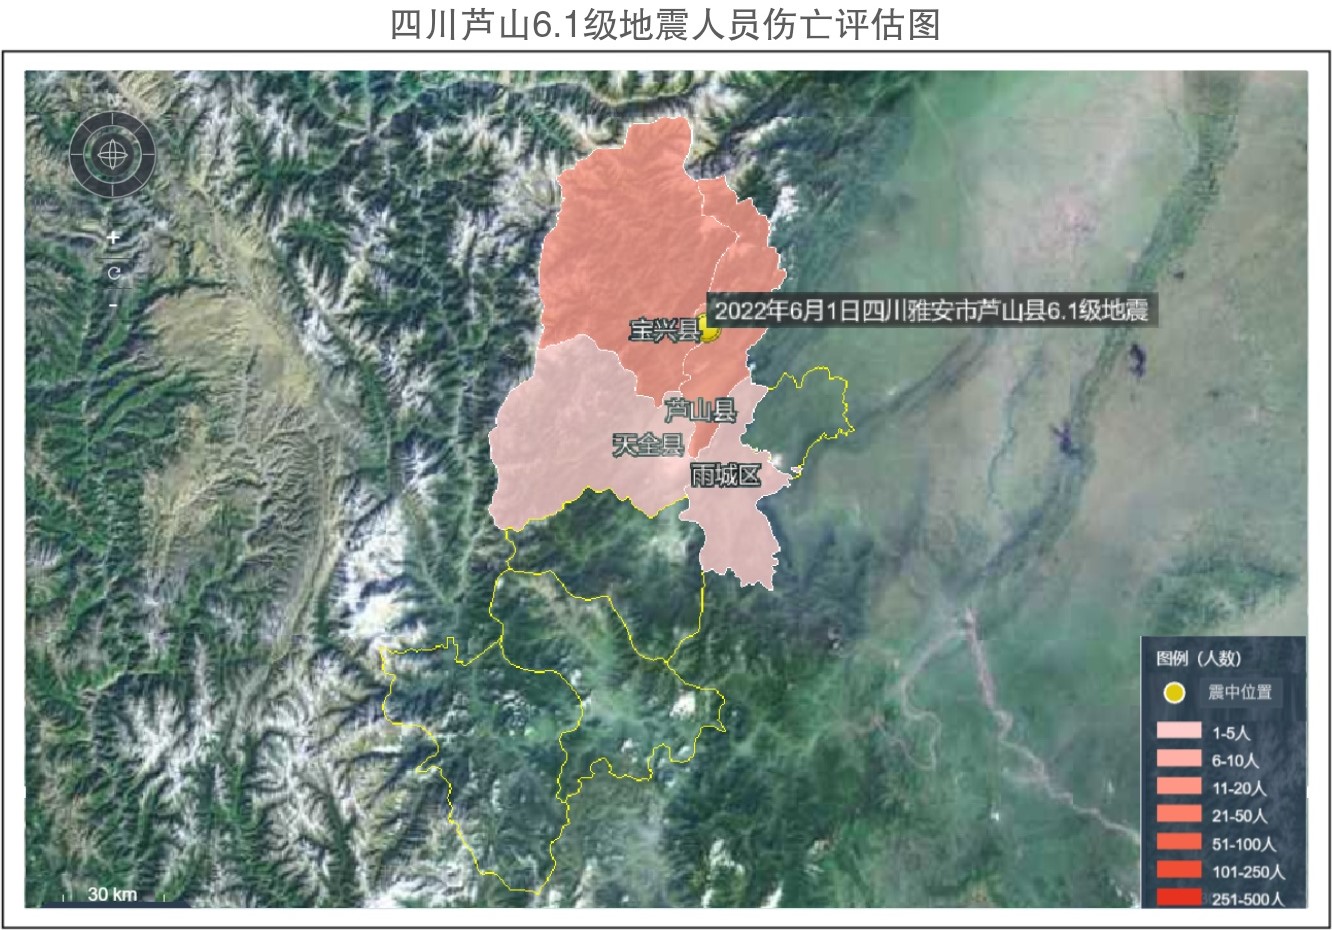 四川芦山6.1级地震人员伤亡评估图
N
+
-
2022年6月1日四川雅安市芦山县6.1级地震
宝兴县
芦山县
天全县
雨城区
图例（人数）
震中位置
1-5人
6-10人
11-20人
21-50人
51-100人
101-250人
251-500人
30 km